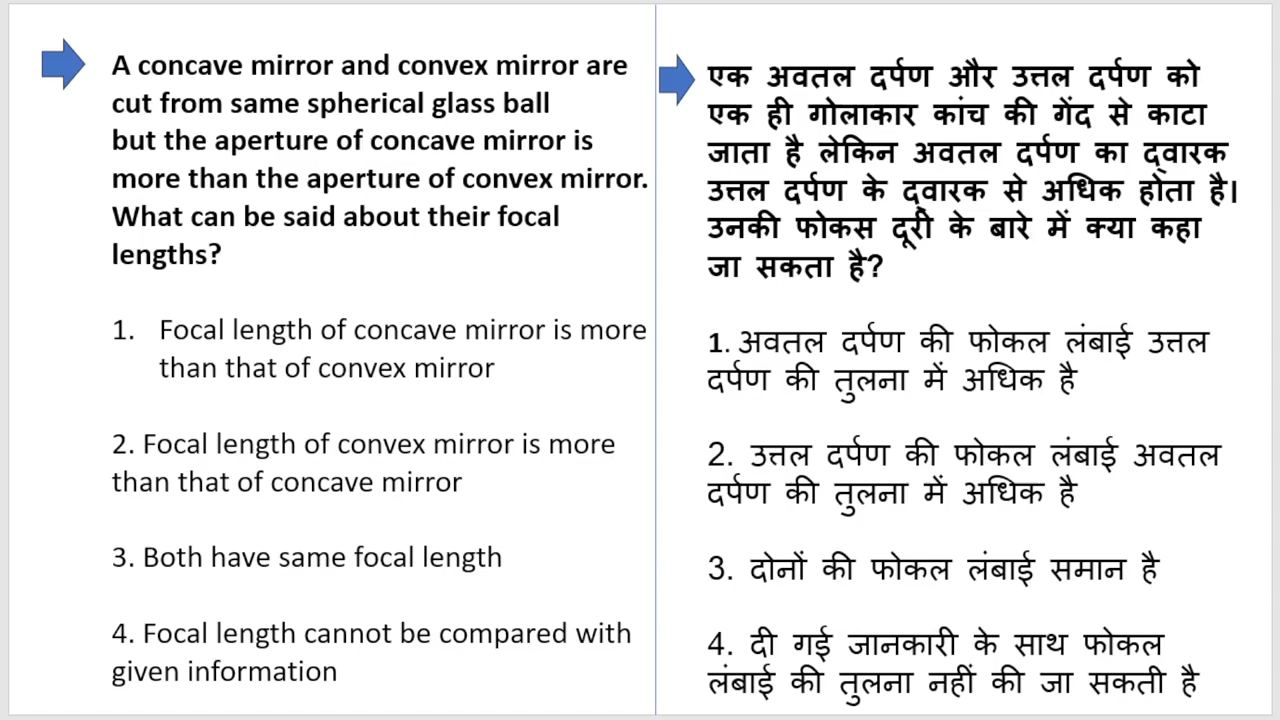 A concave mirror and convex mirror are
cut from same spherical glass ball
but the aperture of concave mirror is
more than the aperture of convex mirror.
What can be said about their focal
lengths?
1. Focal length of concave mirror is more
than that of convex mirror
2. Focal length of convex mirror is more
than that of concave mirror
3. Both have same focal length
4. Focal length cannot be compared with
given information
एक अवतल दर्पण और उत्तल दर्पण को
एक ही गोलाकार कांच की गेंद से काटा
जाता है लेकिन अवतल दर्पण का द्वारक
उत्तल दर्पण के द्वारक से अधिक होता है।
उनकी फोकस दूरी के बारे में क्या कहा
जा सकता है?
1. अवतल दर्पण की फोकल लंबाई उत्तल
दर्पण की तुलना में अधिक है
2. उत्तल दर्पण की फोकल लंबाई अवतल
दर्पण की तुलना में अधिक है
3. दोनों की फोकल लंबाई समान है
4. दी गई जानकारी के साथ फोकल
लंबाई की तुलना नहीं की जा सकती है